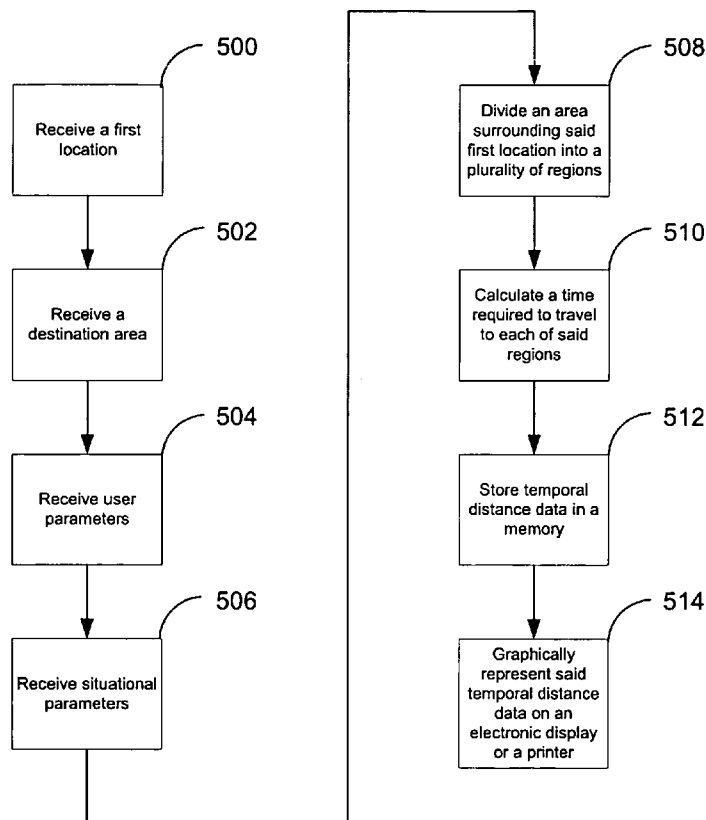 500
Receive a first
location
502
Receive a
destination area
504
Receive user
parameters
506
Receive situational
parameters
508
Divide an area
surrounding said
first location into a
plurality of regions
510
Calculate a time
required to travel
to each of said
regions
512
Store temporal
distance data in a
memory
514
Graphically
represent said
temporal distance
data on an
electronic display
or a printer